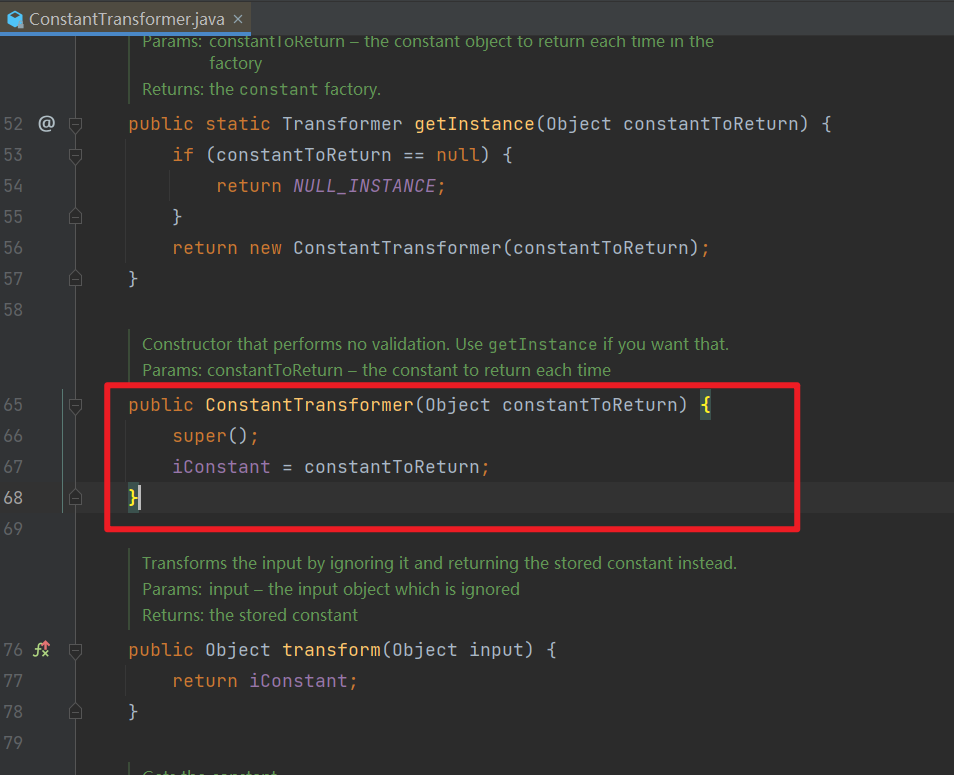 ConstantTransformer.java ×
Params: constantToReturn – the constant object to return each time in the
factory
Returns: the constant factory.
52 @ public static Transformer getInstance(Object constantToReturn) {
53 if (constantToReturn == null) {
54 return NULL_INSTANCE;
55 }
56 return new ConstantTransformer(constantToReturn);
57 }
58
Constructor that performs no validation. Use getInstance if you want that.
Params: constantToReturn – the constant to return each time
65 public ConstantTransformer(Object constantToReturn) {
66 super();
67 iConstant = constantToReturn;
68 }
69
Transforms the input by ignoring it and returning the stored constant instead.
Params: input – the input object which is ignored
Returns: the stored constant
76 public Object transform(Object input) {
77 return iConstant;
78 }
79
Gets the constant